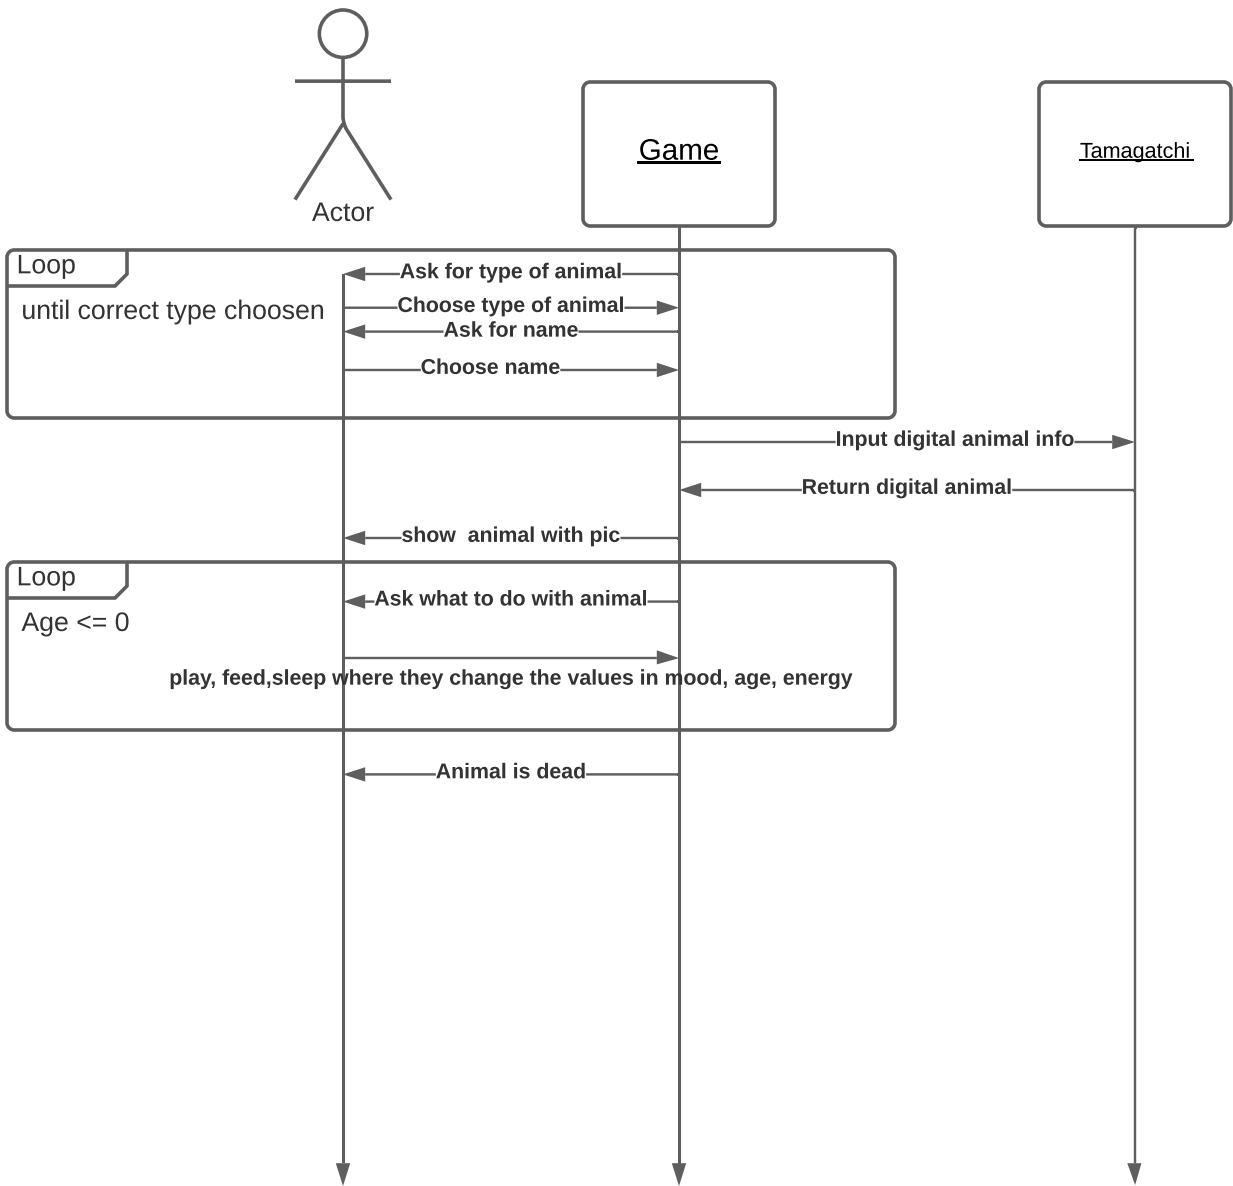 Game
Tamagatchi
Actor
Loop
until correct type choosen
Ask for type of animal
Choose type of animal
Ask for name
Choose name
Input digital animal info
Return digital animal
show  animal with pic
Loop
Age <= 0
Ask what to do with animal
play, feed,sleep where they change the values in mood, age, energy
Animal is dead